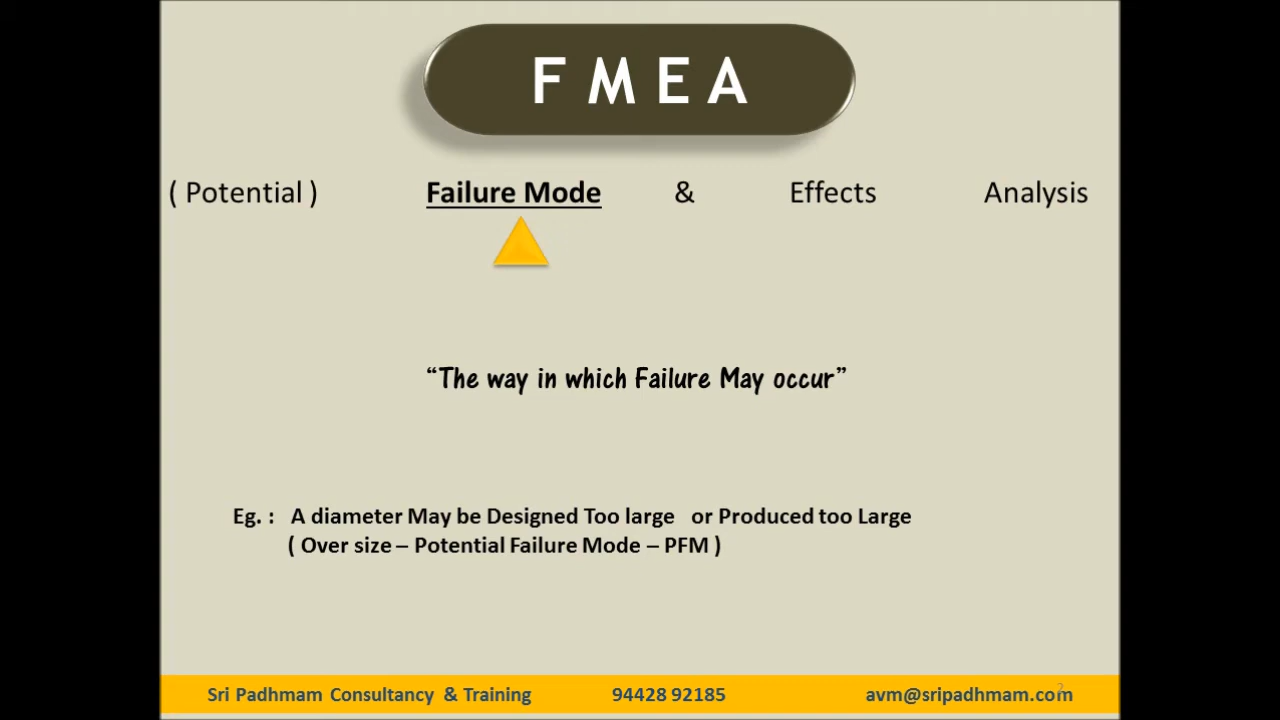 F M E A
( Potential ) Failure Mode & Effects Analysis
“The way in which Failure May occur”
Eg. : A diameter May be Designed Too large or Produced too Large
( Over size – Potential Failure Mode – PFM )
Sri Padhmam Consultancy & Training 94428 92185 avm@sripadhmam.com
2